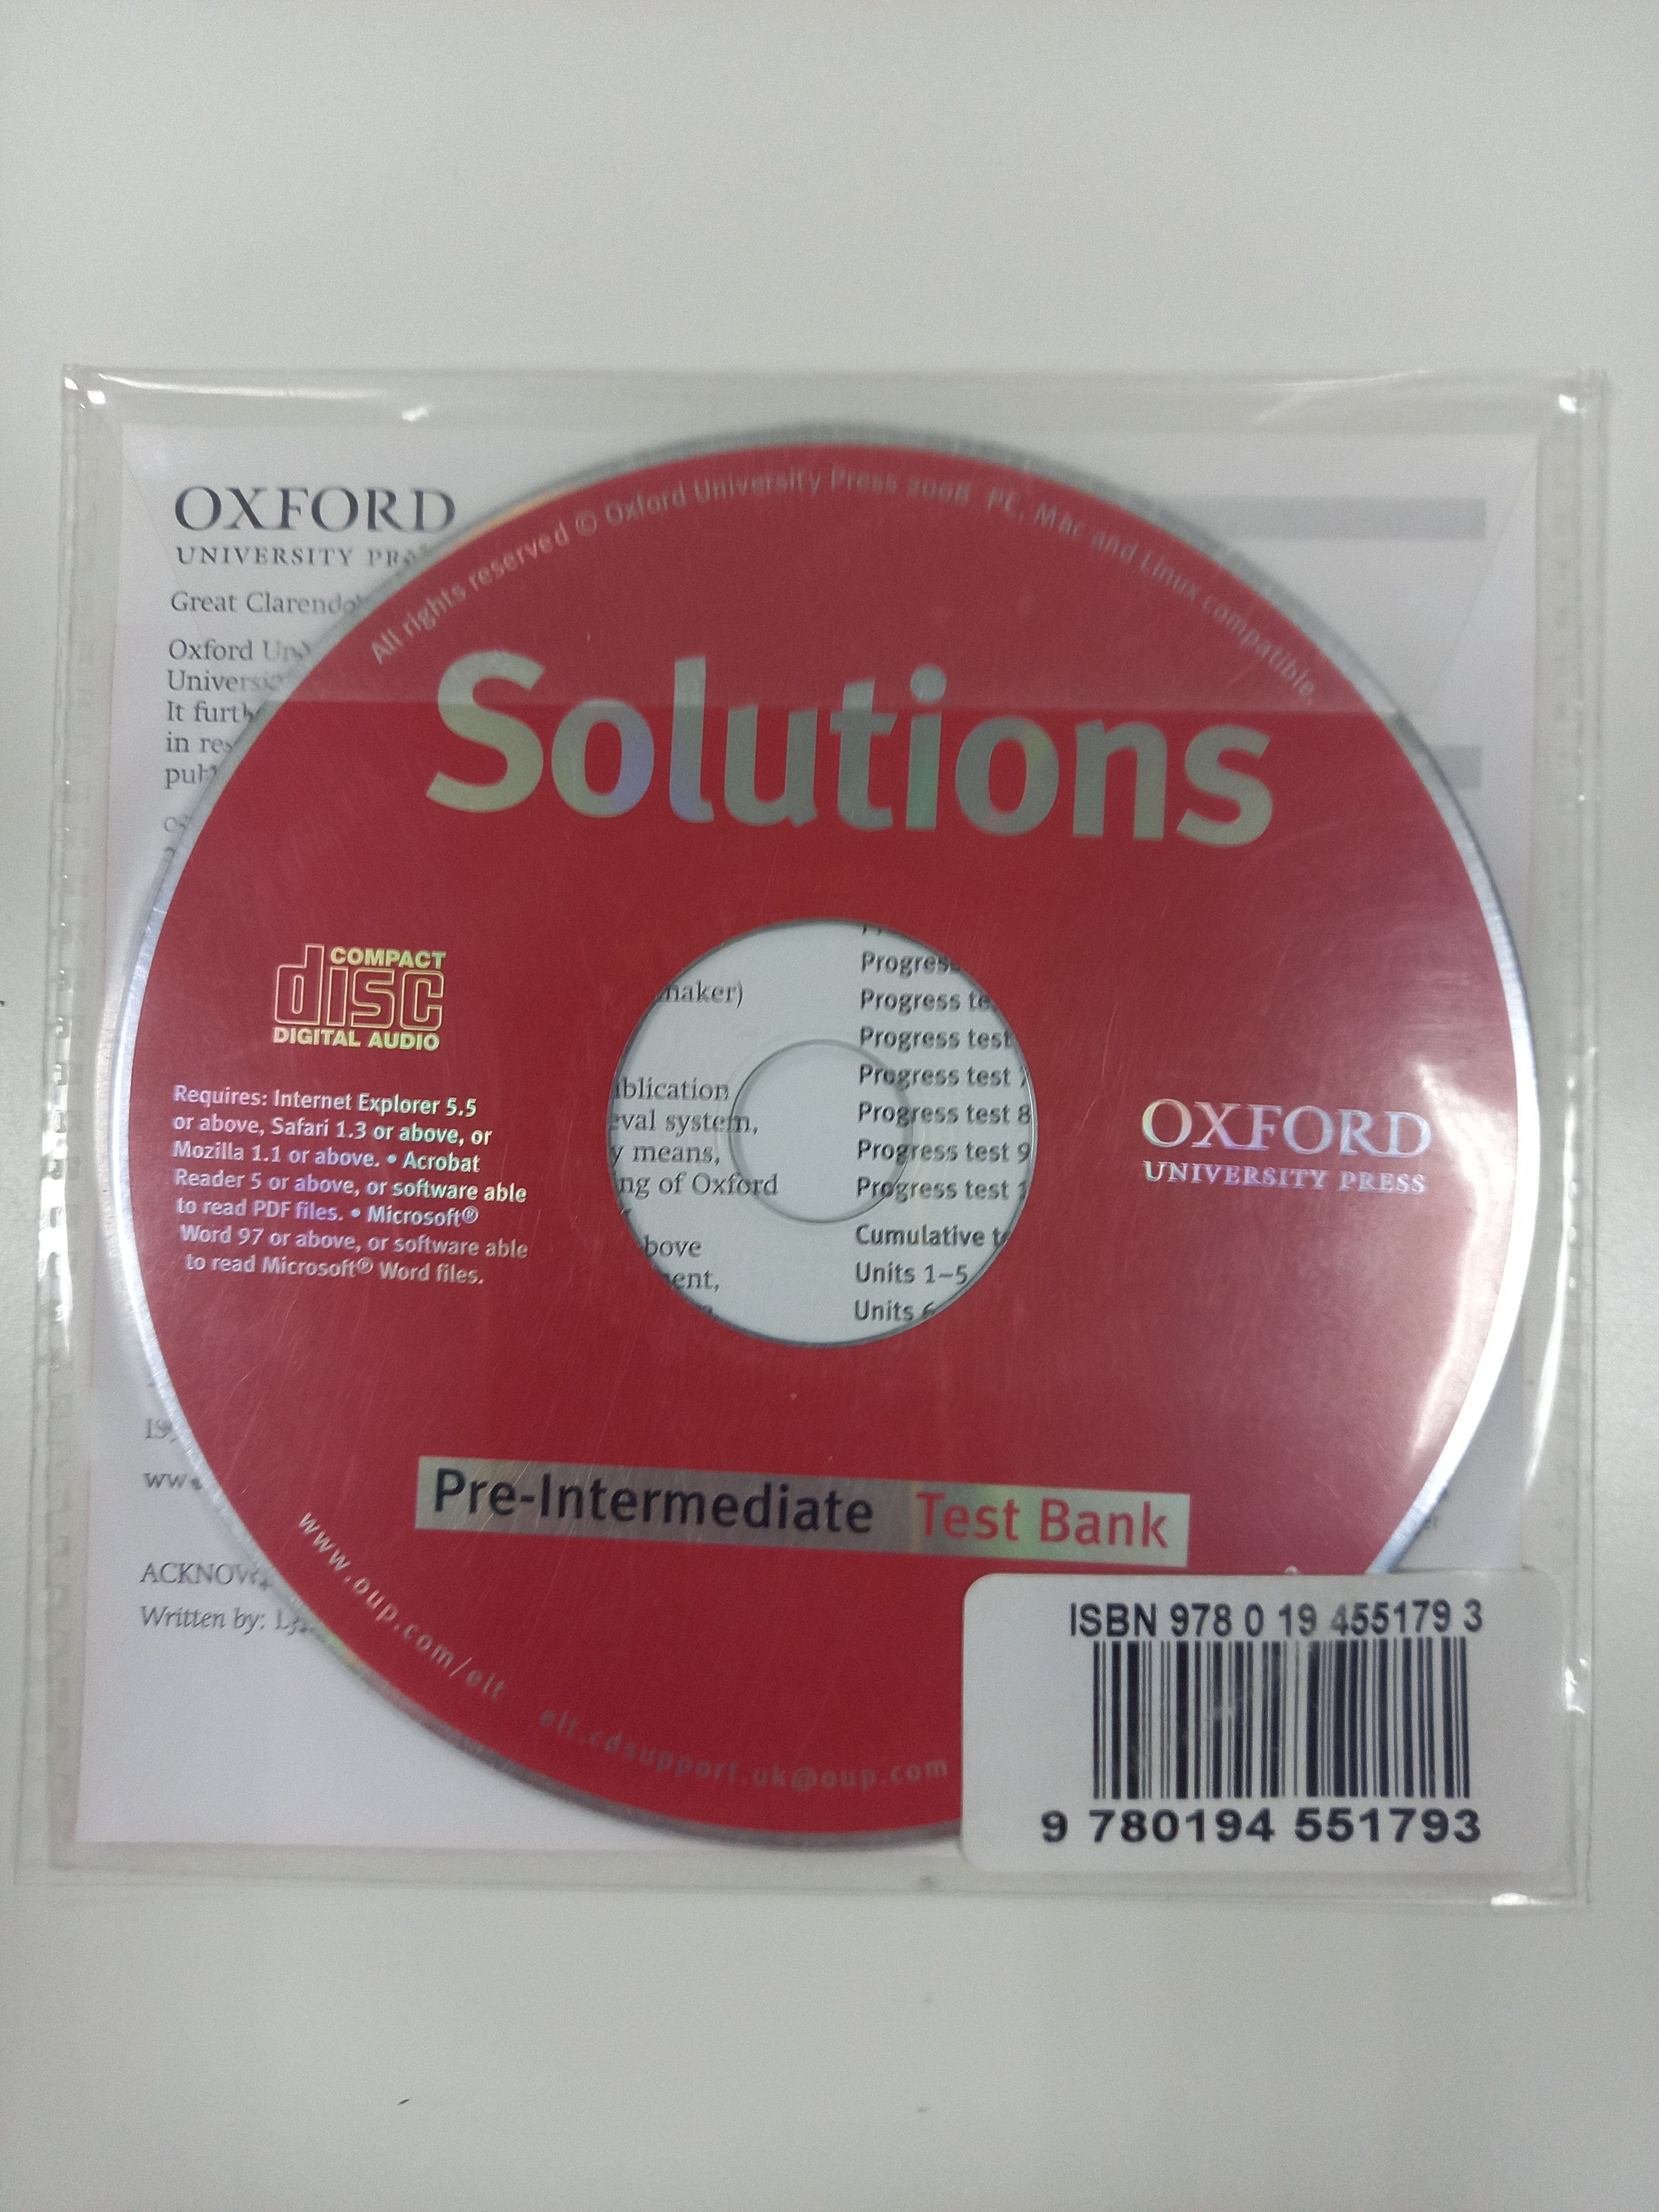 OXFORD
UNIVERSITY
Great Clarendo
Oxford
It
in
All rights reserved © Oxford University Press 2008 PC, Mac and Linux compatible.
Solutions
COMPACT
disc
DIGITAL AUDIO
Requires: Internet Explorer 5.5
or above, Safari 1.3 or above, or
Mozilla 1.1 or above. • Acrobat
Reader 5 or above, or software able
to read PDF files. • Microsoft®
Word 97 or above, or software able
to read Microsoft® Word files.
maker)
blication
eval system,
y means,
ng of Oxford
bove
ent,
Progress
Progress te
Progress test
Progress test 7
Progress test 8
Progress test 9
Progress test 1
Cumulative t
Units 1–5
Units 6
OXFORD
UNIVERSITY PRESS
Pre-Intermediate Test Bank
www.oup.com/elt elt.cdsupport.uk@oup.com
ACKNOW
Written by:
ISBN 978 0 19 455179 3
9 780194 551793